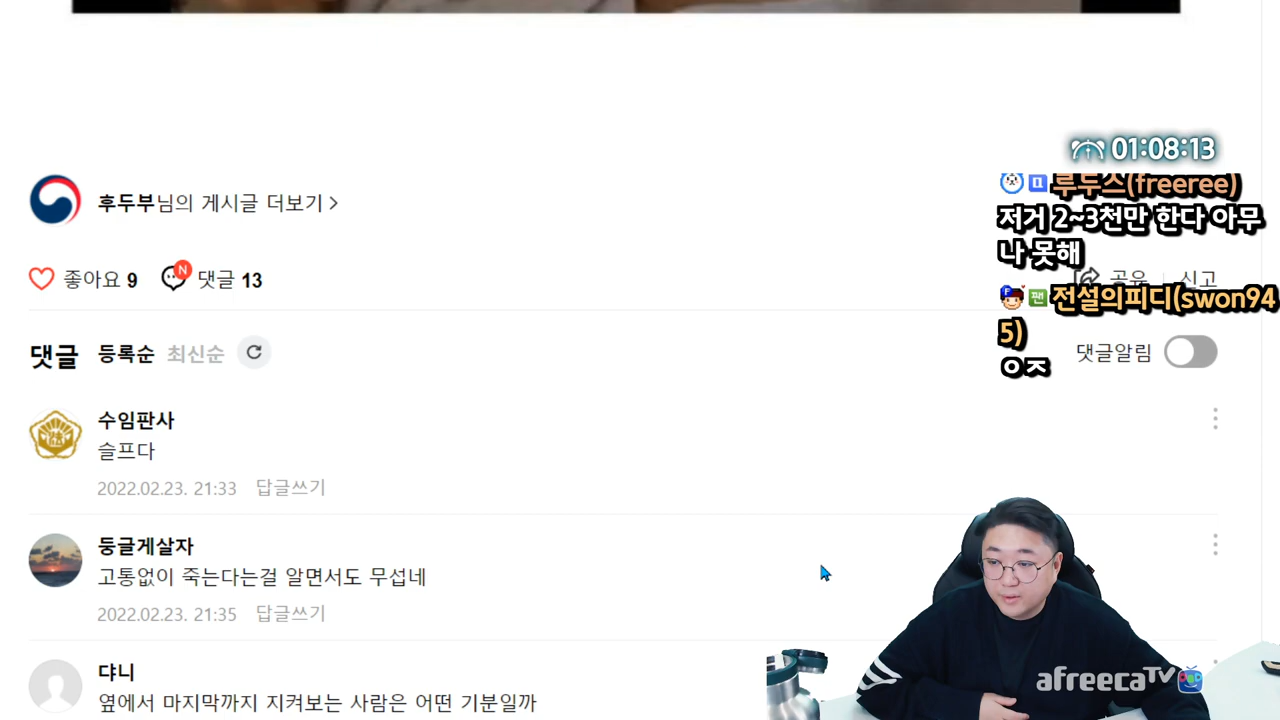 01:08:13
루두스(freeree)
저거 2~3천만 한다 아무
나 못해
전설의피디(swon94
5)
ㅇㅈ
후두부님의 게시글 더보기 >
좋아요 9 N 댓글 13
공유 신고
댓글 등록순 최신순
댓글알림
수임판사
슬프다
2022.02.23. 21:33 답글쓰기
둥글게살자
고통없이 죽는다는걸 알면서도 무섭네
2022.02.23. 21:35 답글쓰기
댜니
옆에서 마지막까지 지켜보는 사람은 어떤 기분일까
afreecaTV